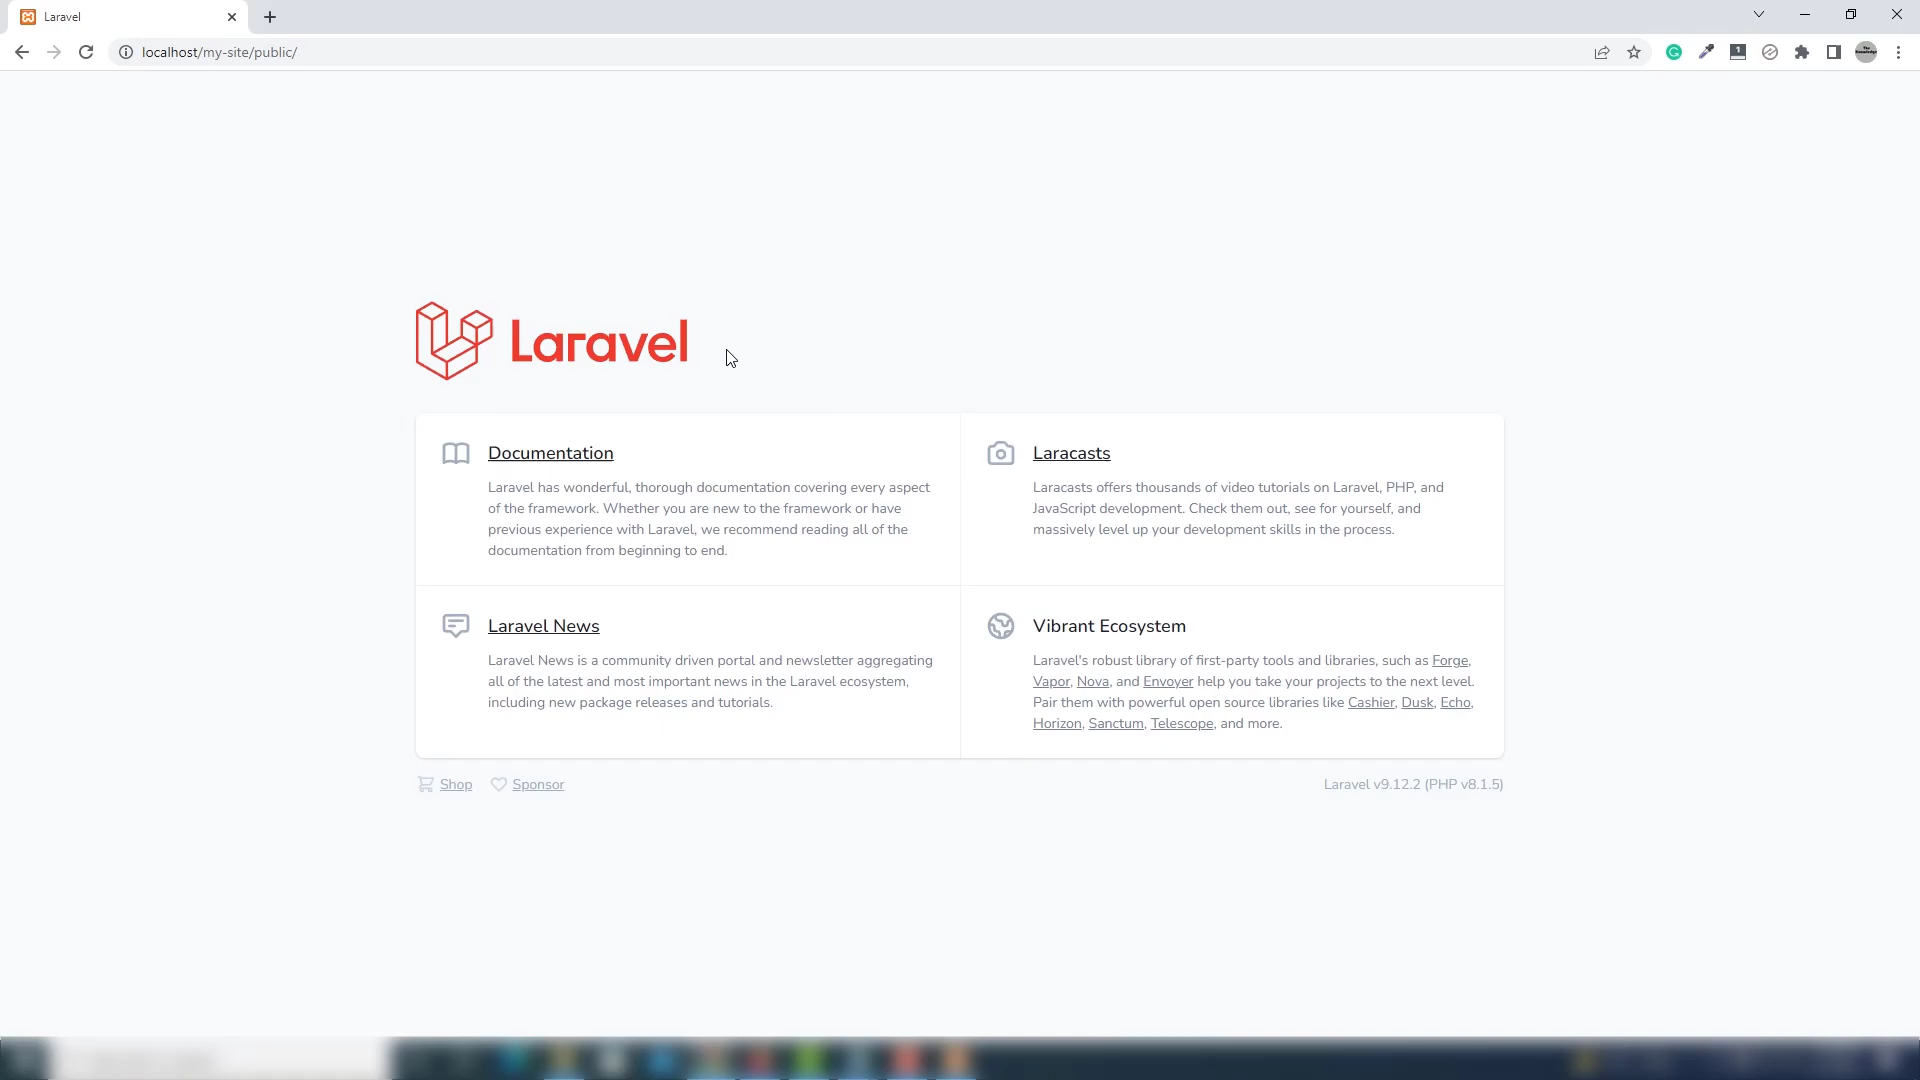 Laravel
localhost/my-site/public/
Laravel
Documentation
Laravel has wonderful, thorough documentation covering every aspect
of the framework. Whether you are new to the framework or have
previous experience with Laravel, we recommend reading all of the
documentation from beginning to end.
Laracasts
Laracasts offers thousands of video tutorials on Laravel, PHP, and
JavaScript development. Check them out, see for yourself, and
massively level up your development skills in the process.
Laravel News
Laravel News is a community driven portal and newsletter aggregating
all of the latest and most important news in the Laravel ecosystem,
including new package releases and tutorials.
Vibrant Ecosystem
Laravel's robust library of first-party tools and libraries, such as Forge,
Vapor, Nova, and Envoyer help you take your projects to the next level.
Pair them with powerful open source libraries like Cashier, Dusk, Echo,
Horizon, Sanctum, Telescope, and more.
Shop
Sponsor
Laravel v9.12.2 (PHP v8.1.5)